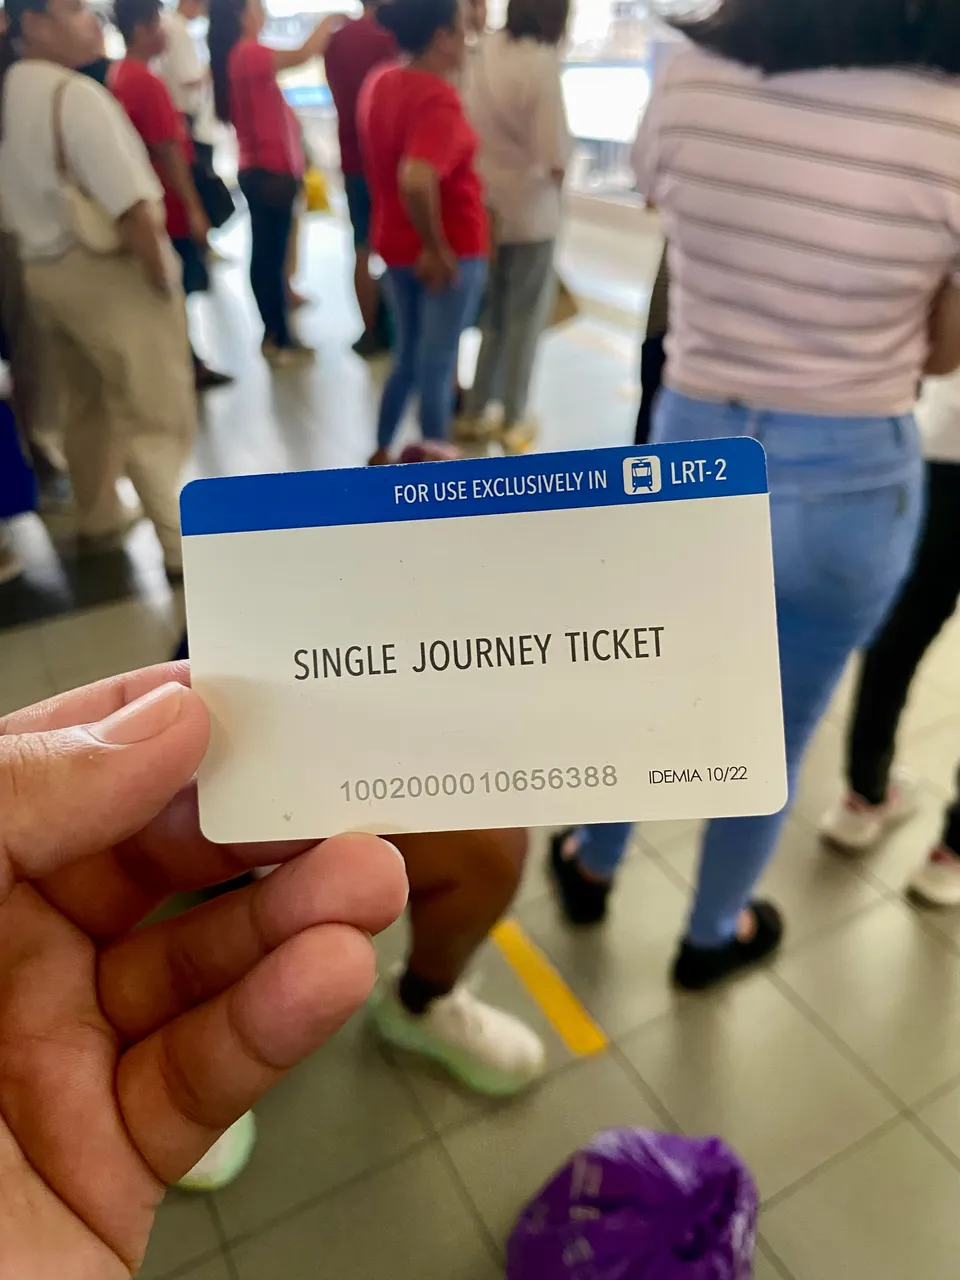 FOR USE EXCLUSIVELY IN LRT-2
SINGLE JOURNEY TICKET
1002000010656388 IDEMIA 10/22